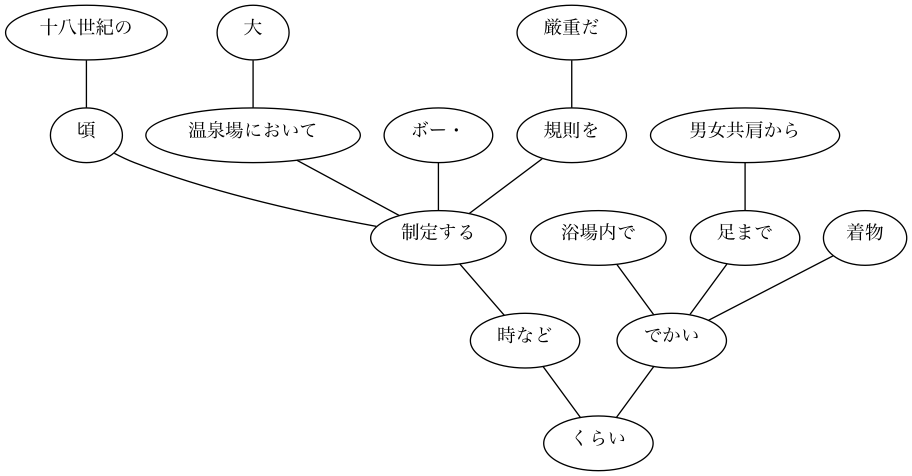 十八世紀の
大
厳重だ
頃
温泉場において
ボー・
規則を
男女共肩から
制定する
浴場内で
足まで
着物
時など
でかい
くらい